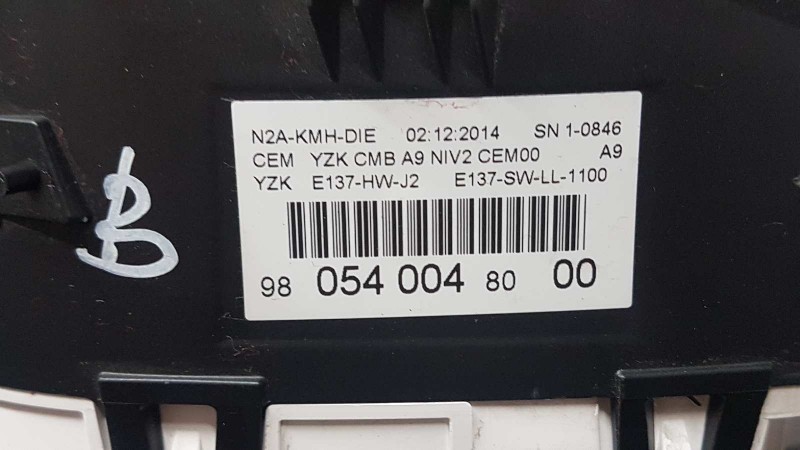 N2A-KMH-DIE 02:12:2014 SN 1-0846
CEM YZK CMB A9 NIV2 CEM00 A9
YZK E137-HW-J2 E137-SW-LL-1100
98 054 004 80 00
B